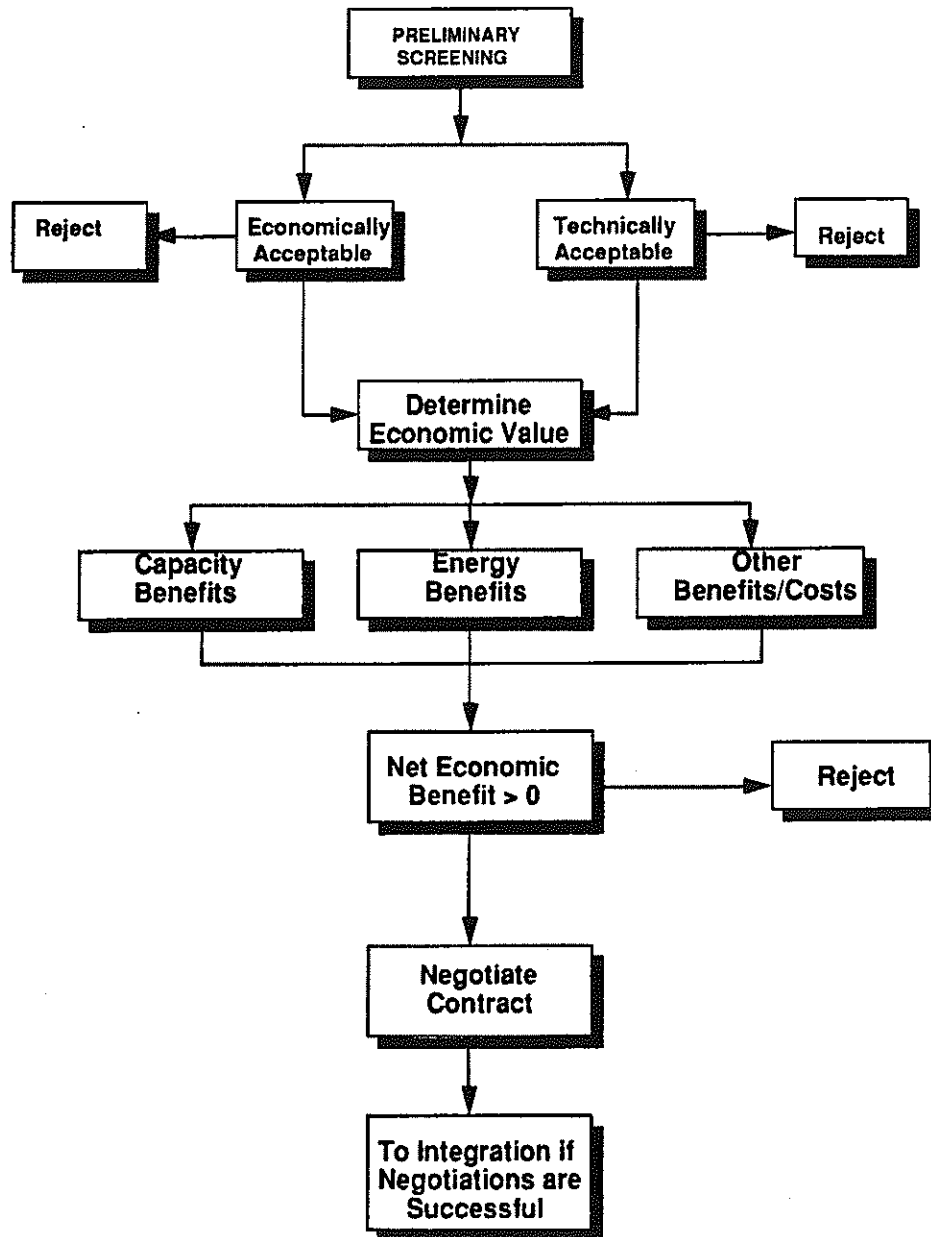 PRELIMINARY
SCREENING
Reject
Economically
Acceptable
Technically
Acceptable
Reject
Determine
Economic Value
Capacity
Benefits
Energy
Benefits
Other
Benefits/Costs
Net Economic
Benefit > 0
Reject
Negotiate
Contract
To Integration if
Negotiations are
Successful